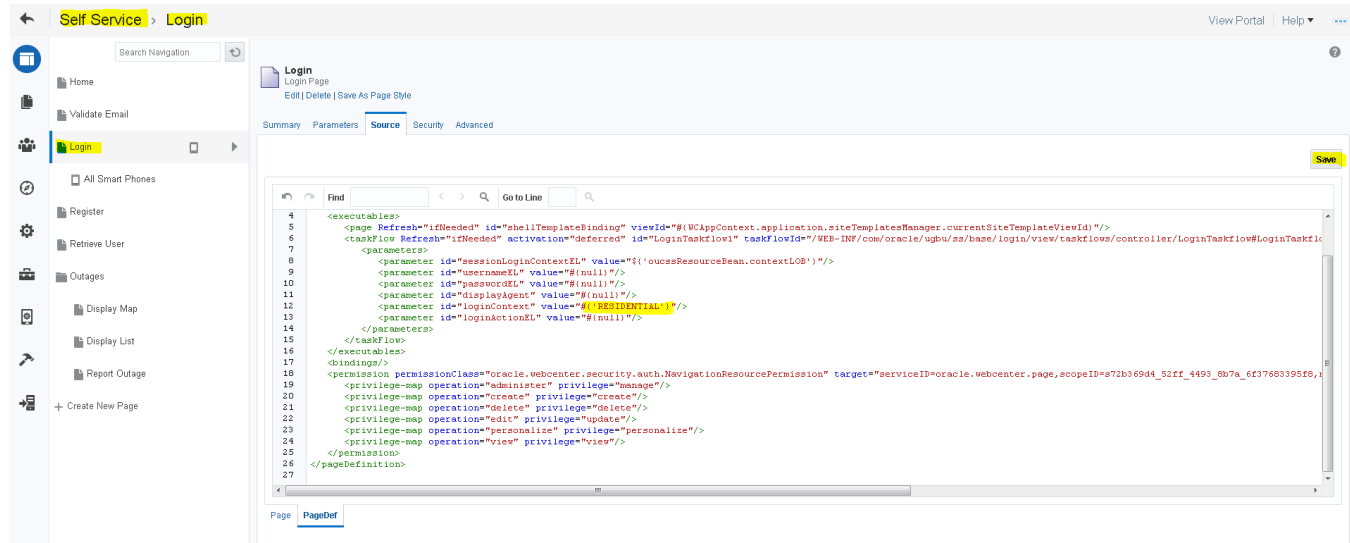 Self Service > Login
View Portal Help
Search Navigation
Home
Validate Email
Login
All Smart Phones
Register
Retrieve User
Outages
Display Map
Display List
Report Outage
+ Create New Page
Login
Login Page
Edit | Delete | Save As Page Style
Summary Parameters Source Security Advanced
Save
Find Go to Line
4 <executables>
5 <page Refresh="ifNeeded" id="shellTemplateBinding" viewId="#{WCAppContext.application.siteTemplatesManager.currentSiteTemplateViewId}"/>
6 <taskFlow Refresh="ifNeeded" activation="deferred" id="LoginTaskflow1" taskFlowId="/WEB-INF/com/oracle/ugbu/ss/base/login/view/taskflows/controller/LoginTaskflow#LoginTaskflo
7 <parameters>
8 <parameter id="sessionLoginContextEL" value="${'oucssResourceBean.contextLOB'}"/>
9 <parameter id="usernameEL" value="#{null}"/>
10 <parameter id="passwordEL" value="#{null}"/>
11 <parameter id="displayAgent" value="#{null}"/>
12 <parameter id="loginContext" value="#{'RESIDENTIAL'}"/>
13 <parameter id="loginActionEL" value="#{null}"/>
14 </parameters>
15 </taskFlow>
16 </executables>
17 <bindings/>
18 <permission permissionClass="oracle.webcenter.security.auth.NavigationResourcePermission" target="serviceID=oracle.webcenter.page,scopeID=s72b369d4_52ff_4493_8b7a_6f37683395f8,r
19 <privilege-map operation="administer" privilege="manage"/>
20 <privilege-map operation="create" privilege="create"/>
21 <privilege-map operation="delete" privilege="delete"/>
22 <privilege-map operation="edit" privilege="update"/>
23 <privilege-map operation="personalize" privilege="personalize"/>
24 <privilege-map operation="view" privilege="view"/>
25 </permission>
26 </pageDefinition>
27
Page PageDef